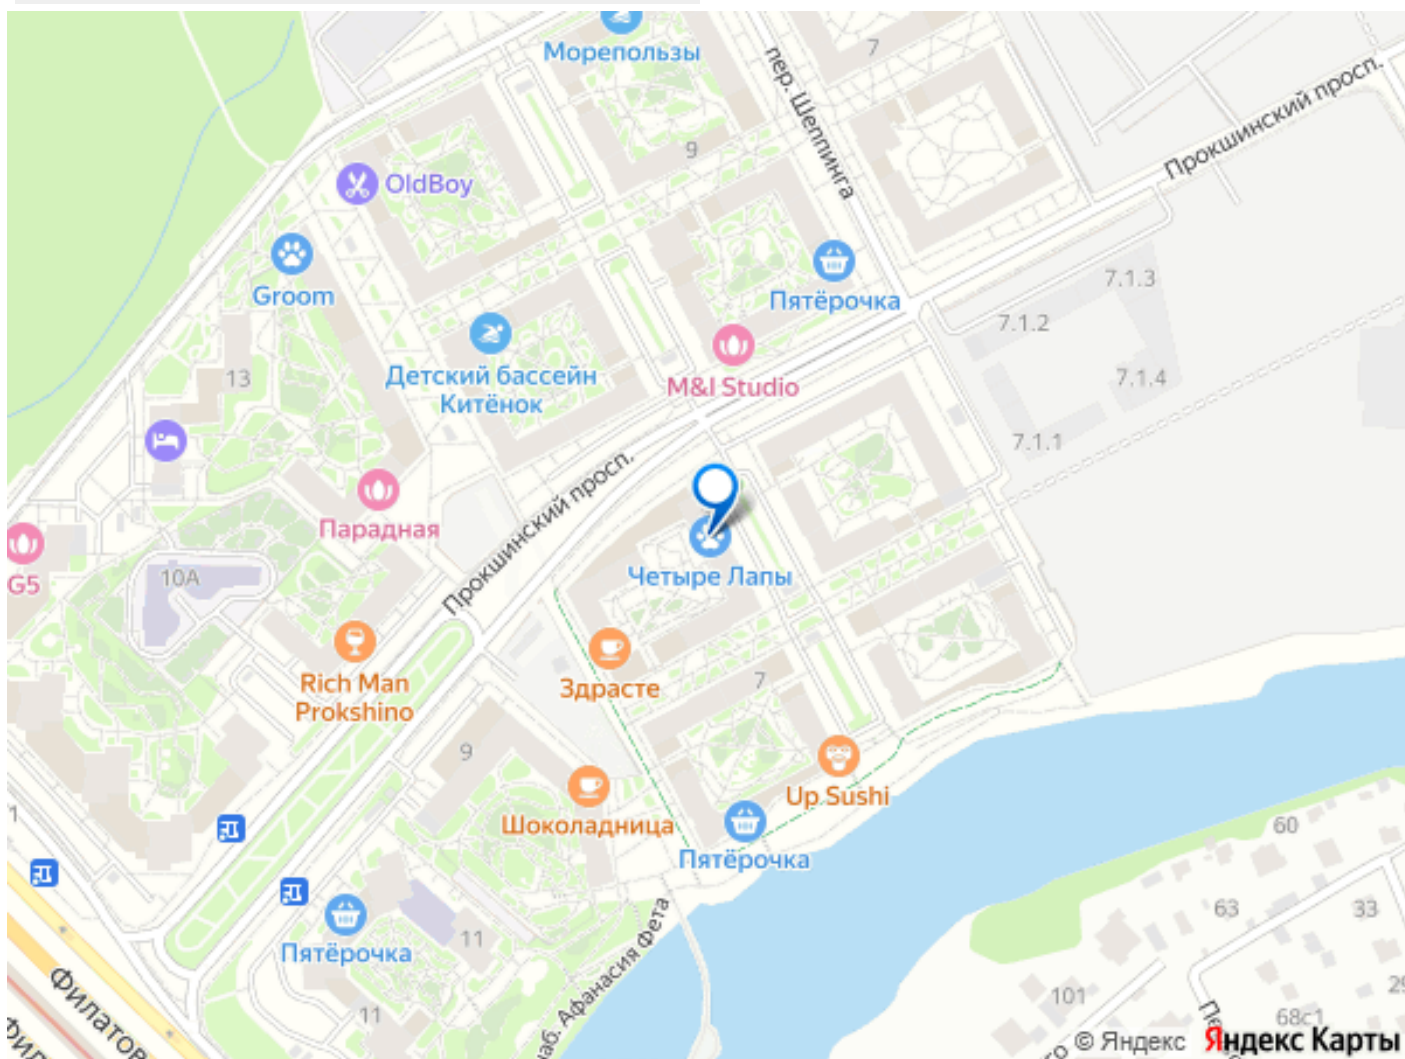 Морепользы
7
пер. Шеппинга
Прокшинский просп.
9
OldBoy
Groom
Пятёрочка
7.1.3
7.1.2
M&I Studio
7.1.4
Детский бассейн
Китёнок
13
7.1.1
Прокшинский просп.
Парадная
G5
10А
Четыре Лапы
Rich Man
Prokshino
Здрасте
7
9
Up Sushi
Шоколадница
Пятёрочка
1
60
63
33
Пятёрочка
11
наб. Афанасия Фета
11
101
68с1
© Яндекс
Яндекс Карты